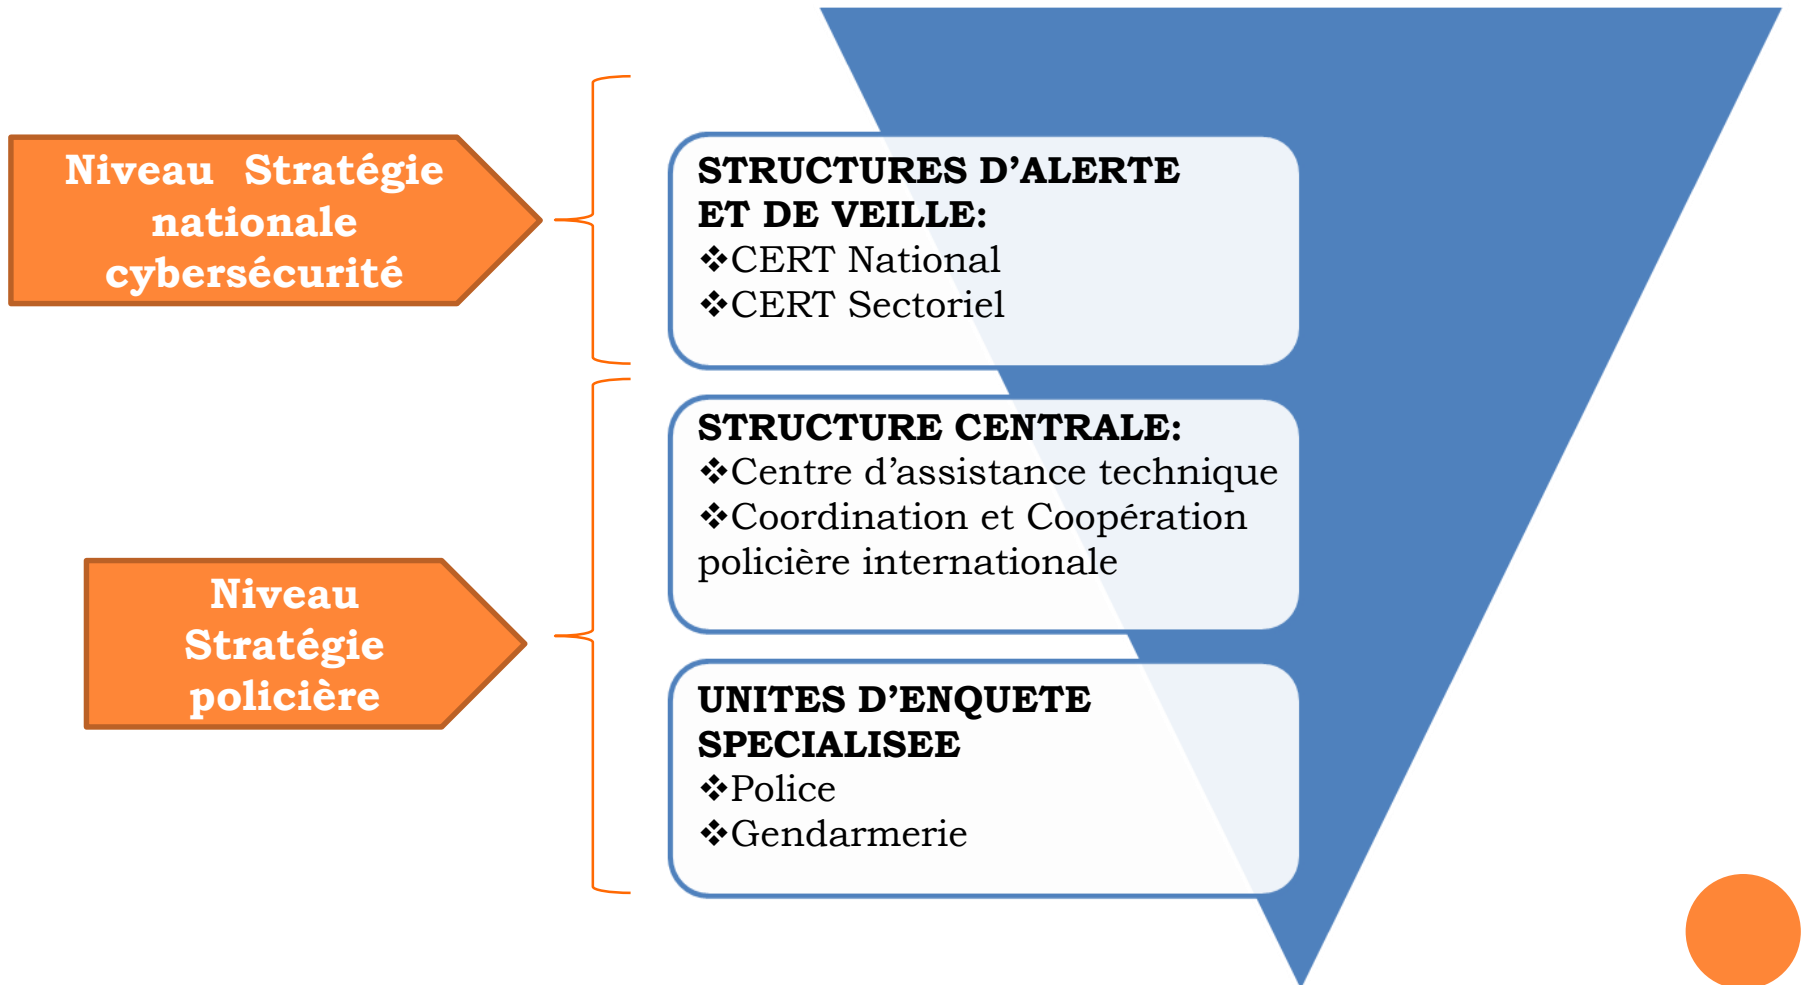 Niveau Stratégie
nationale
cybersécurité
STRUCTURES D’ALERTE
ET DE VEILLE:
❖CERT National
❖CERT Sectoriel
Niveau
Stratégie
policière
STRUCTURE CENTRALE:
❖Centre d’assistance technique
❖Coordination et Coopération
policière internationale
UNITES D’ENQUETE
SPECIALISEE
❖Police
❖Gendarmerie